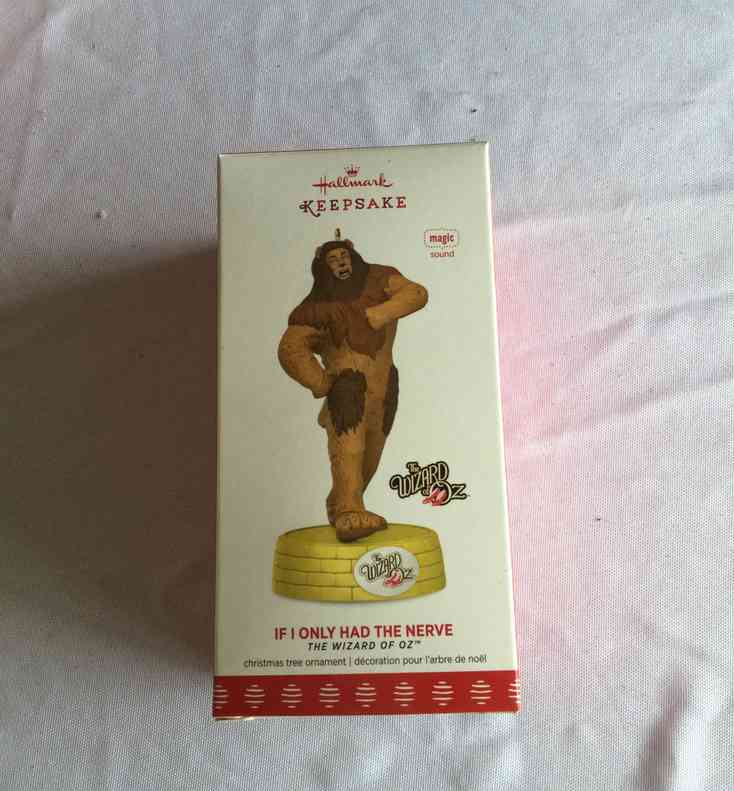 Hallmark
KEEPSAKE
magic
sound
The
WIZARD
of OZ™
The
WIZARD
of OZ
IF I ONLY HAD THE NERVE
THE WIZARD OF OZ™
christmas tree ornament | décoration pour l'arbre de noël